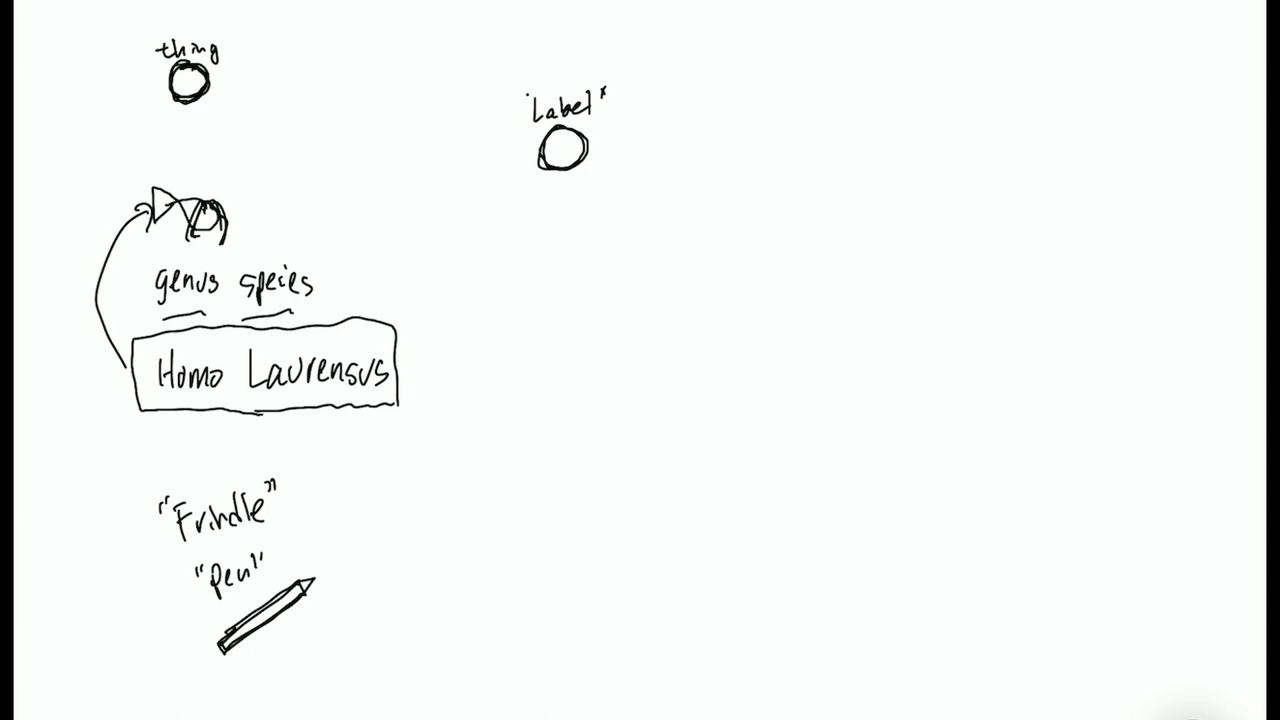 thing
"Label"
genus species
Homo Laurensus
"Frindle"
"Pen"